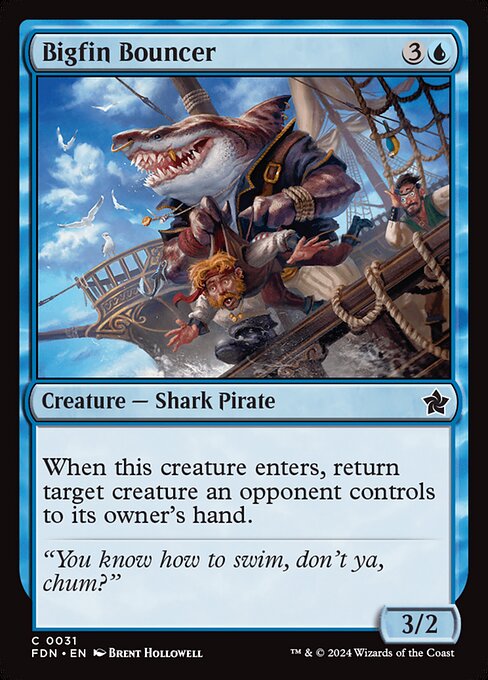 Bigfin Bouncer 3
Creature — Shark Pirate
When this creature enters, return
target creature an opponent controls
to its owner's hand.
“You know how to swim, don't ya,
chum?”
3/2
C 0031
FDN • EN Brent Hollowell
™ & © 2024 Wizards of the Coast